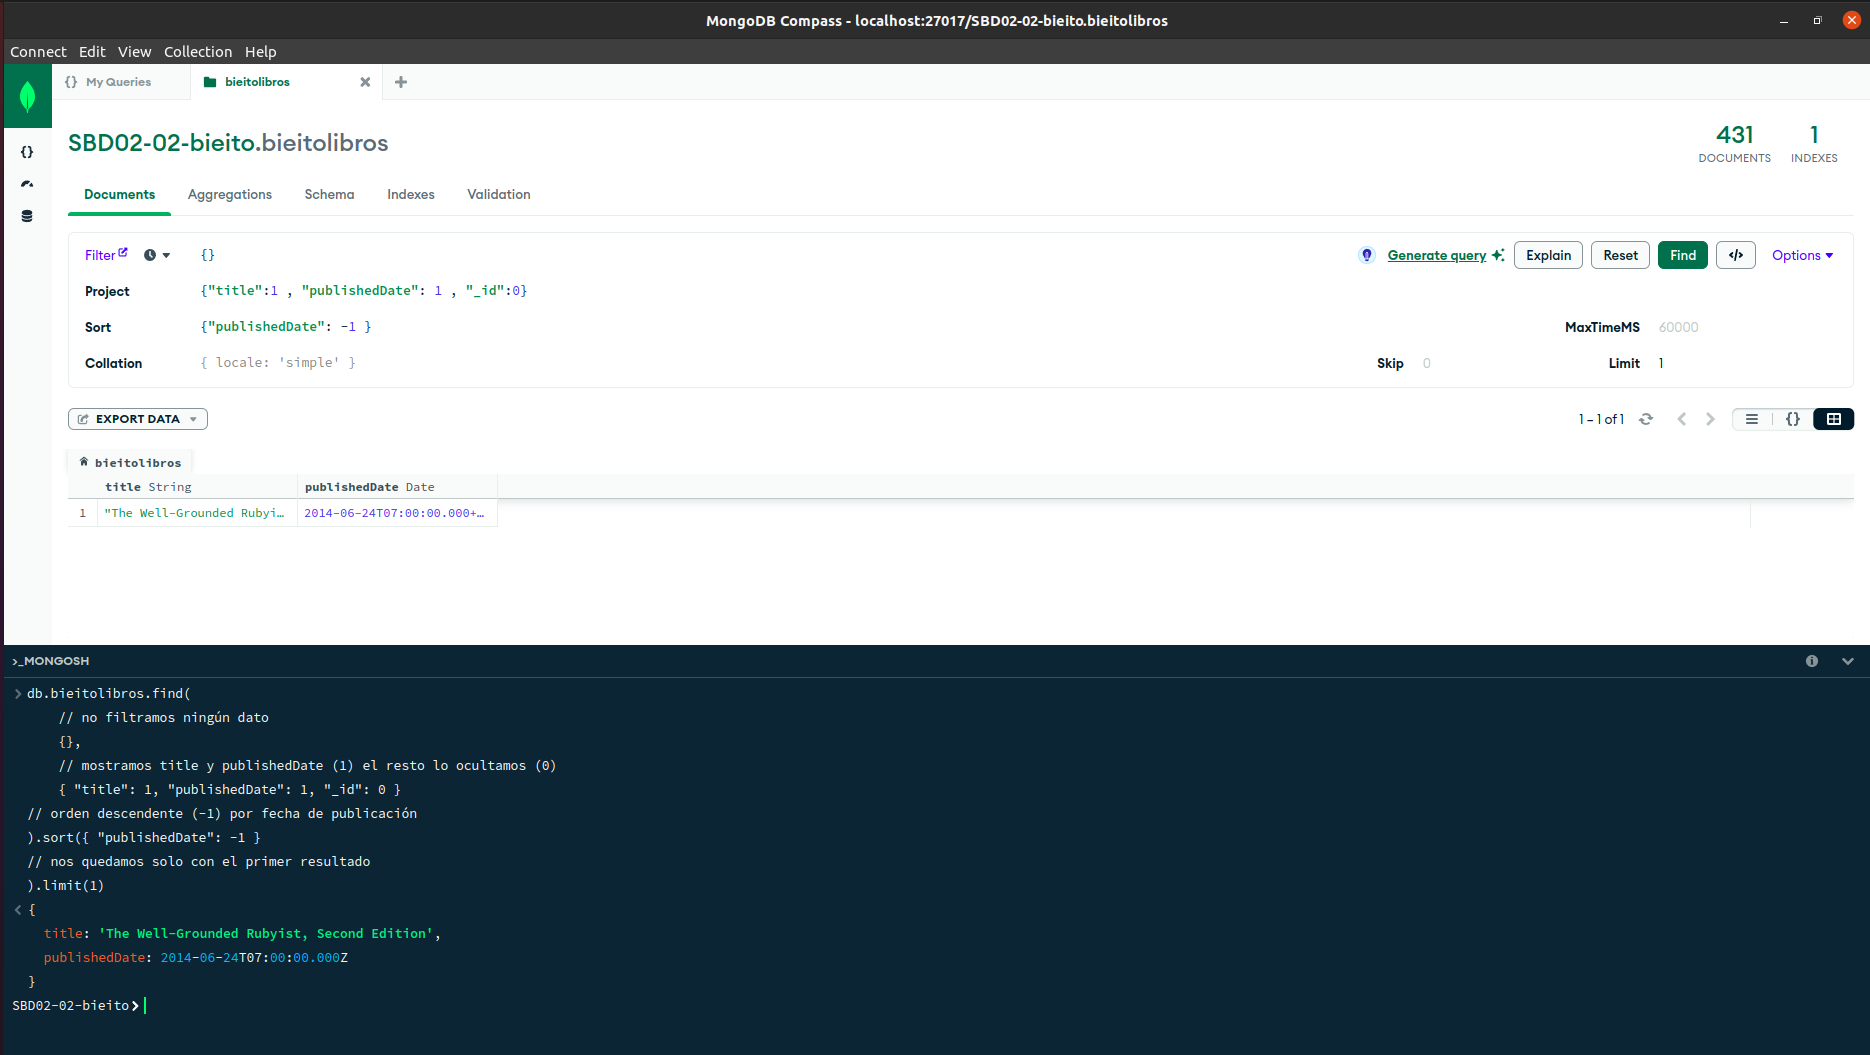 MongoDB Compass - localhost:27017/SBD02-02-bieito.bieitolibros
Connect Edit View Collection Help
{} My Queries
bieitolibros
SBD02-02-bieito.bieitolibros
431
DOCUMENTS
1
INDEXES
Documents Aggregations Schema Indexes Validation
Filter {} Generate query Explain Reset Find </> Options
Project {"title":1 , "publishedDate": 1 , "_id":0}
Sort {"publishedDate": -1 } MaxTimeMS 60000
Collation { locale: 'simple' } Skip 0 Limit 1
EXPORT DATA 1 – 1 of 1 {}
bieitolibros
title String publishedDate Date
1 "The Well-Grounded Rubyi… 2014-06-24T07:00:00.000+…
>_MONGOSH
> db.bieitolibros.find(
// no filtramos ningún dato
{},
// mostramos title y publishedDate (1) el resto lo ocultamos (0)
{ "title": 1, "publishedDate": 1, "_id": 0 }
// orden descendente (-1) por fecha de publicación
).sort({ "publishedDate": -1 }
// nos quedamos solo con el primer resultado
).limit(1)
< {
title: 'The Well-Grounded Rubyist, Second Edition',
publishedDate: 2014-06-24T07:00:00.000Z
}
SBD02-02-bieito>